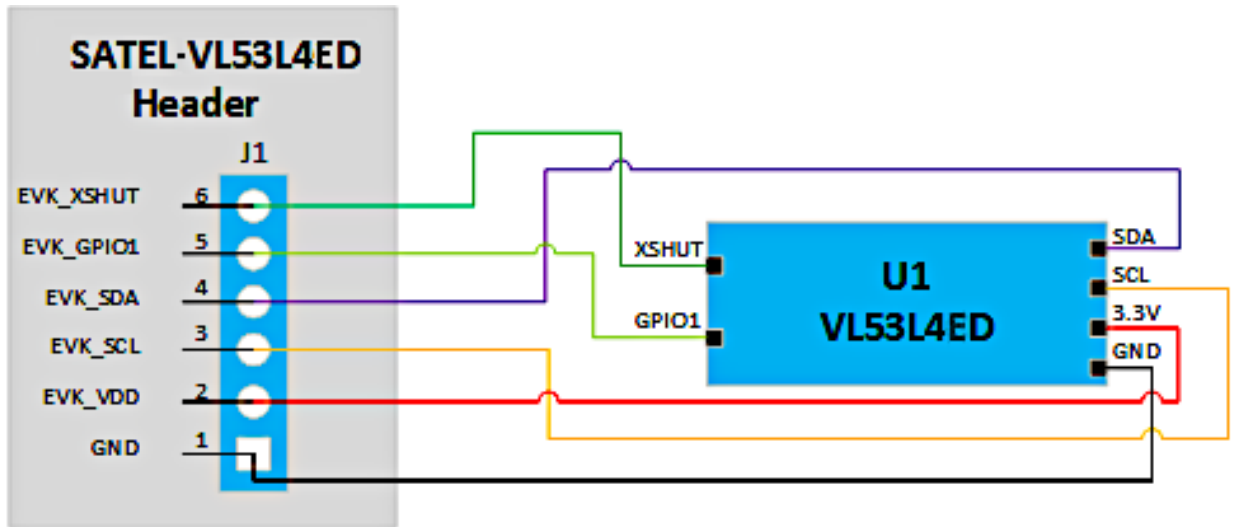 SATEL-VL53L4ED
Header
J1
EVK_XSHUT 6
EVK_GPIO1 5
EVK_SDA 4
EVK_SCL 3
EVK_VDD 2
GND 1
XSHUT
GPIO1
U1
VL53L4ED
SDA
SCL
3.3V
GND